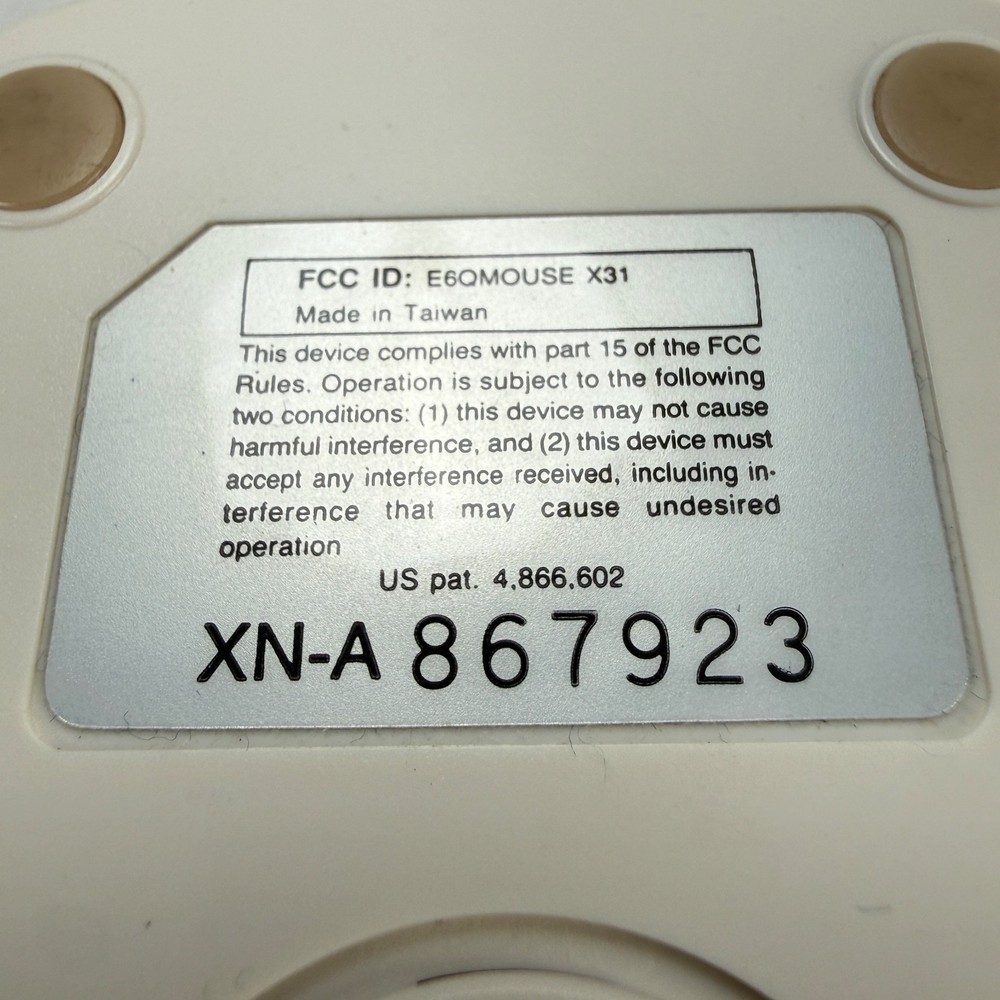 FCC ID: E6QMOUSE X31
Made in Taiwan
This device complies with part 15 of the FCC
Rules. Operation is subject to the following
two conditions: (1) this device may not cause
harmful interference, and (2) this device must
accept any interference received, including in-
terference that may cause undesired
operation
US pat. 4.866.602
XN-A 867923